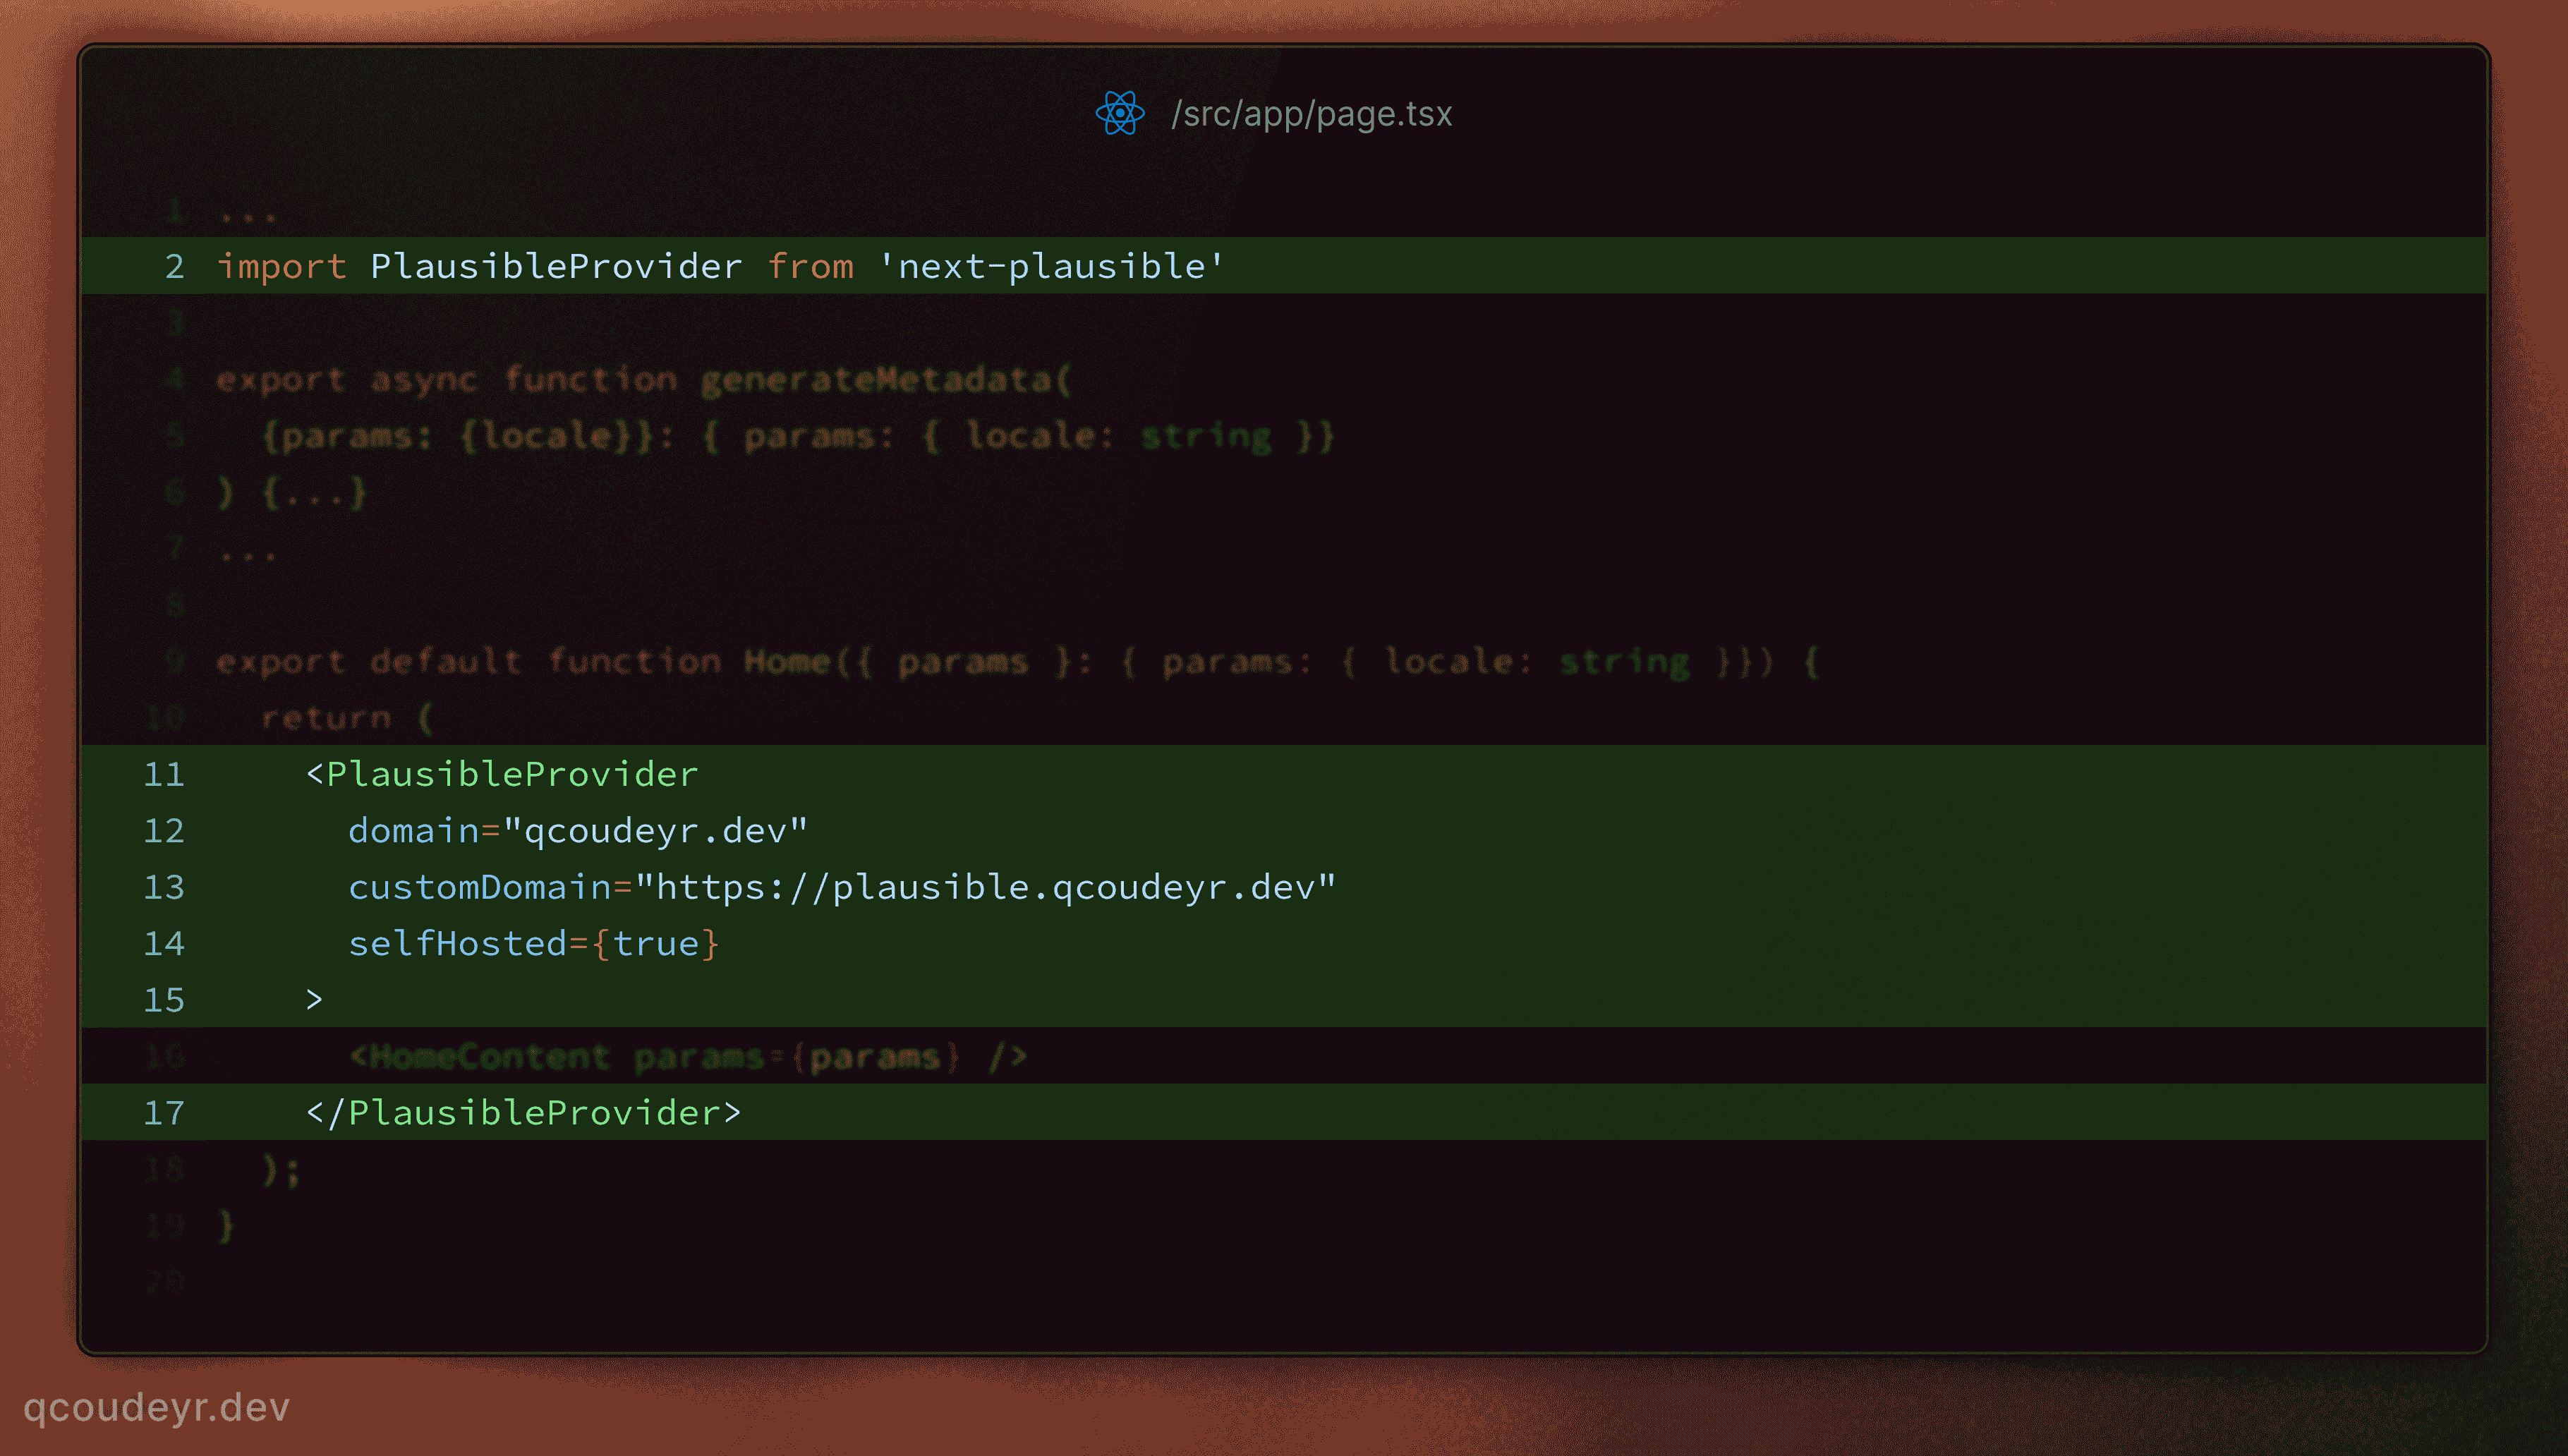 /src/app/page.tsx
1 ...
2 import PlausibleProvider from 'next-plausible'
3
4 export async function generateMetadata(
5   {params: {locale}}: { params: { locale: string }}
6 ) {...}
7 ...
8
9 export default function Home({ params }: { params: { locale: string }}) {
10   return (
11     <PlausibleProvider
12       domain="qcoudeyr.dev"
13       customDomain="https://plausible.qcoudeyr.dev"
14       selfHosted={true}
15     >
16       <HomeContent params={params} />
17     </PlausibleProvider>
18   );
19 }
20
qcoudeyr.dev